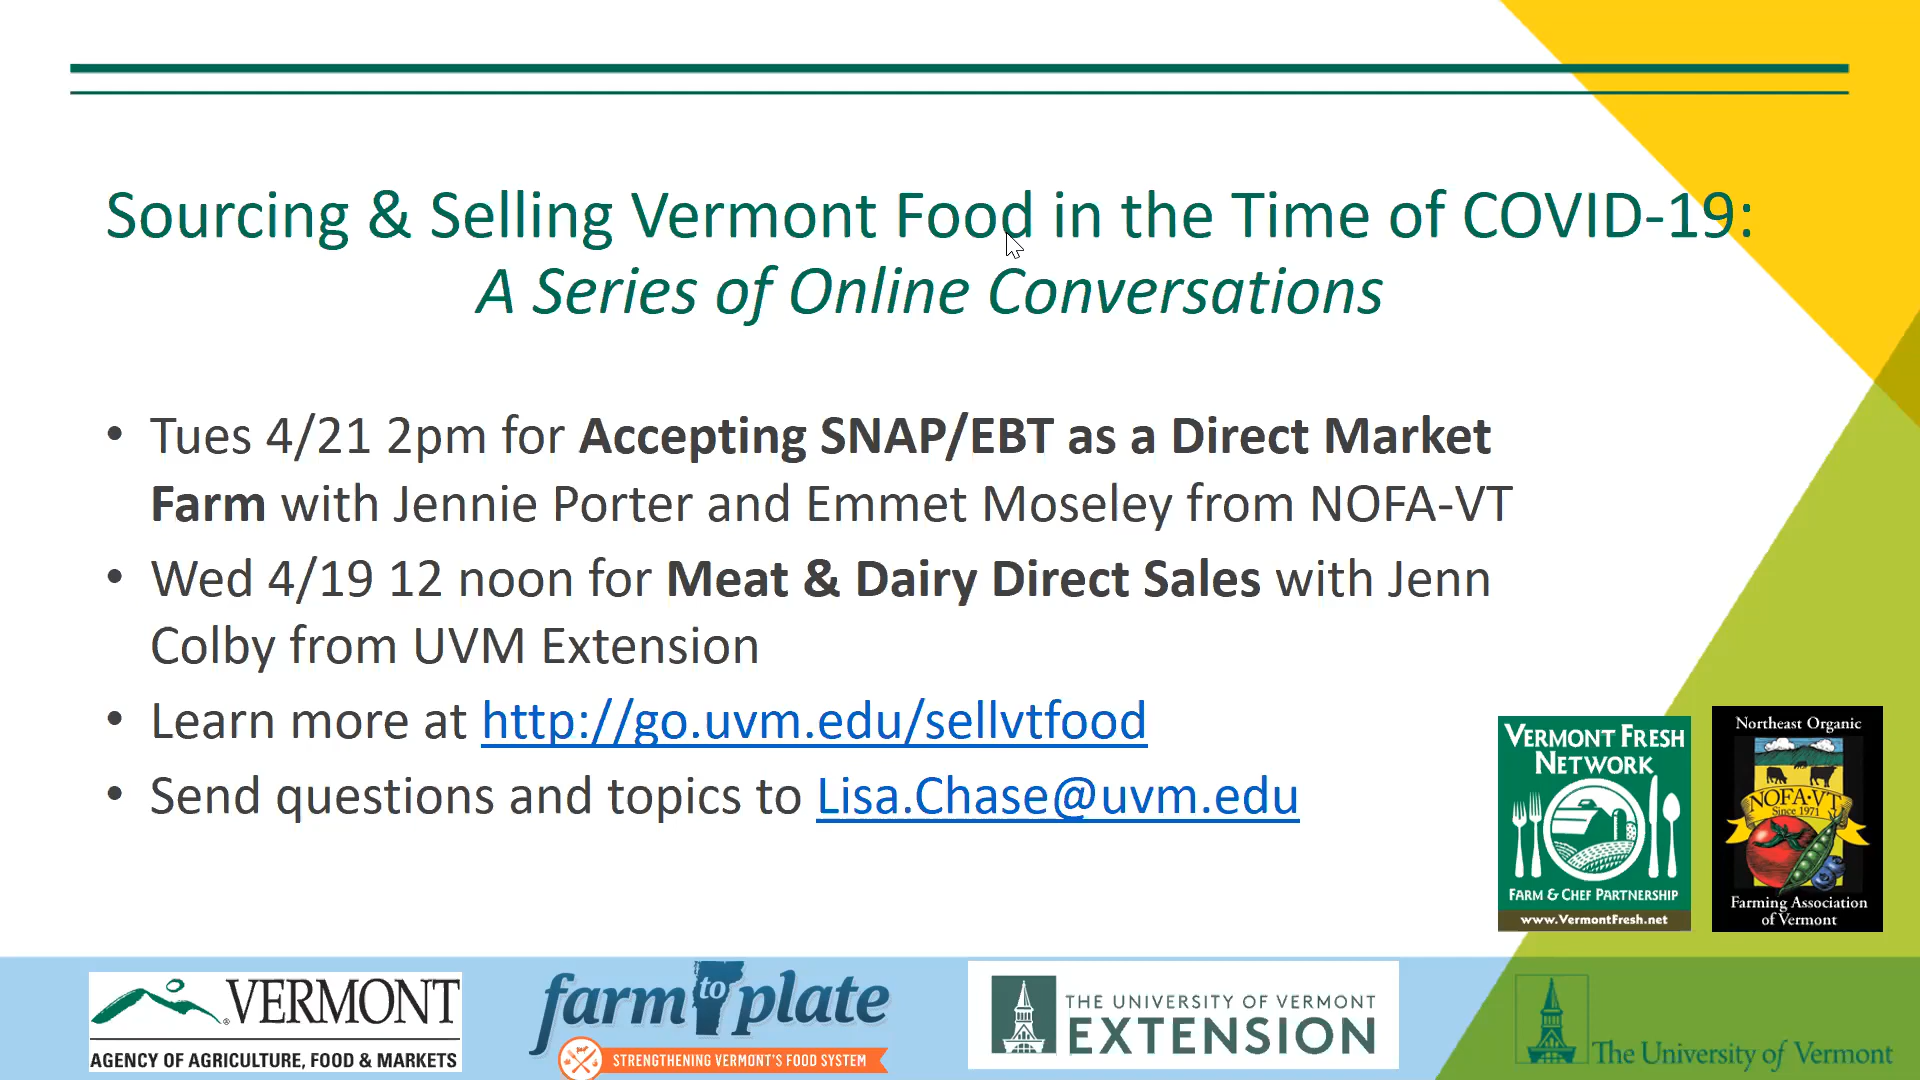 Sourcing & Selling Vermont Food in the Time of COVID-19:
A Series of Online Conversations
• Tues 4/21 2pm for Accepting SNAP/EBT as a Direct Market
Farm with Jennie Porter and Emmet Moseley from NOFA-VT
• Wed 4/19 12 noon for Meat & Dairy Direct Sales with Jenn
Colby from UVM Extension
• Learn more at http://go.uvm.edu/sellvtfood
• Send questions and topics to Lisa.Chase@uvm.edu
VERMONT FRESH
NETWORK
FARM & CHEF PARTNERSHIP
www.VermontFresh.net
Northeast Organic
NOFA·VT
Since 1971
Farming Association
of Vermont
VERMONT®
AGENCY OF AGRICULTURE, FOOD & MARKETS
farm to plate
STRENGTHENING VERMONT'S FOOD SYSTEM
THE UNIVERSITY OF VERMONT
EXTENSION
The University of Vermont